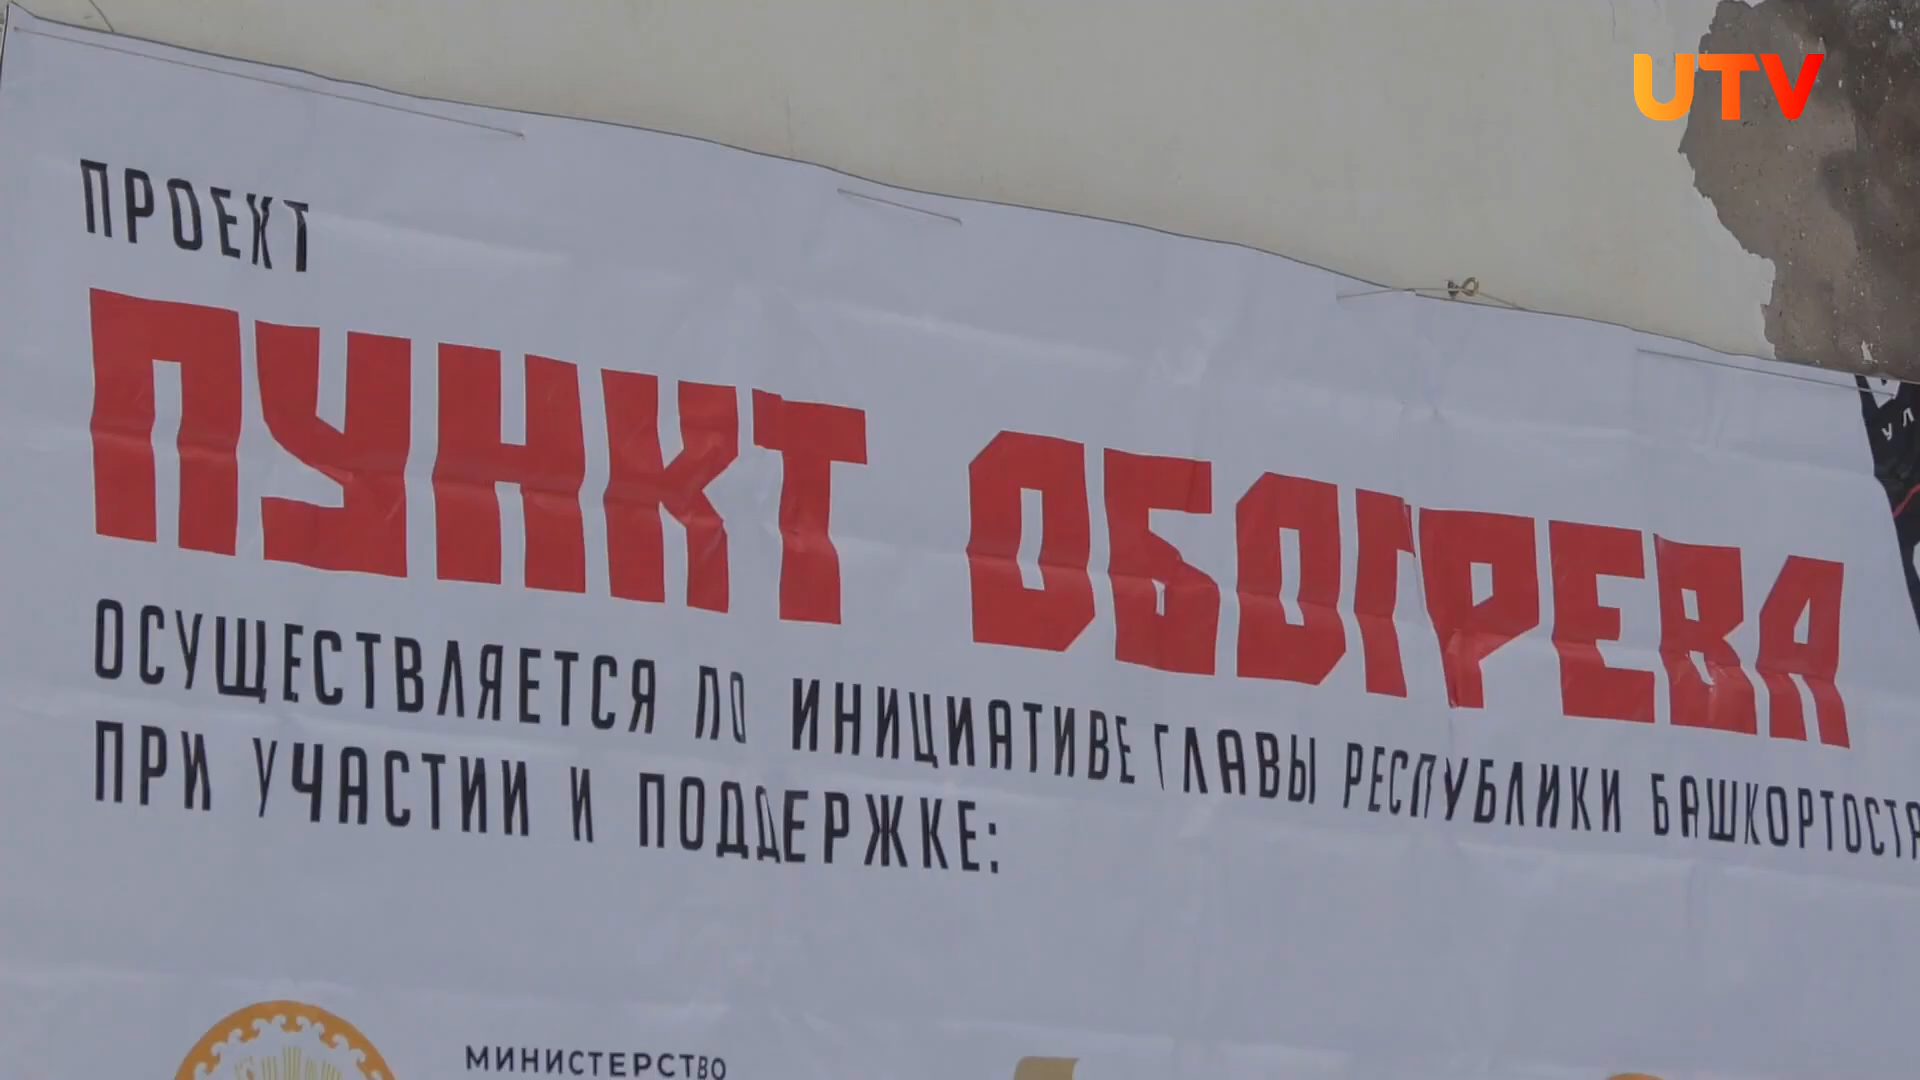 UTV
ПРОЕКТ
ПУНКТ ОБОГРЕВА
ОСУЩЕСТВЛЯЕТСЯ ПО ИНИЦИАТИВЕ ГЛАВЫ РЕСПУБЛИКИ БАШКОРТОСТА
ПРИ УЧАСТИИ И ПОДДЕРЖКЕ:
МИНИСТЕРСТВО